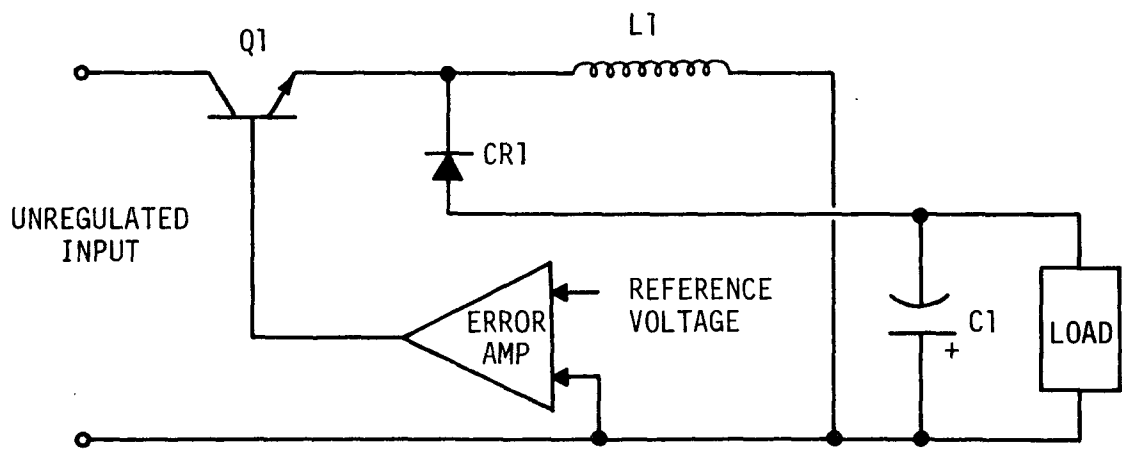 Q1
L1
CR1
UNREGULATED
INPUT
REFERENCE
VOLTAGE
ERROR
AMP
C1
+
LOAD